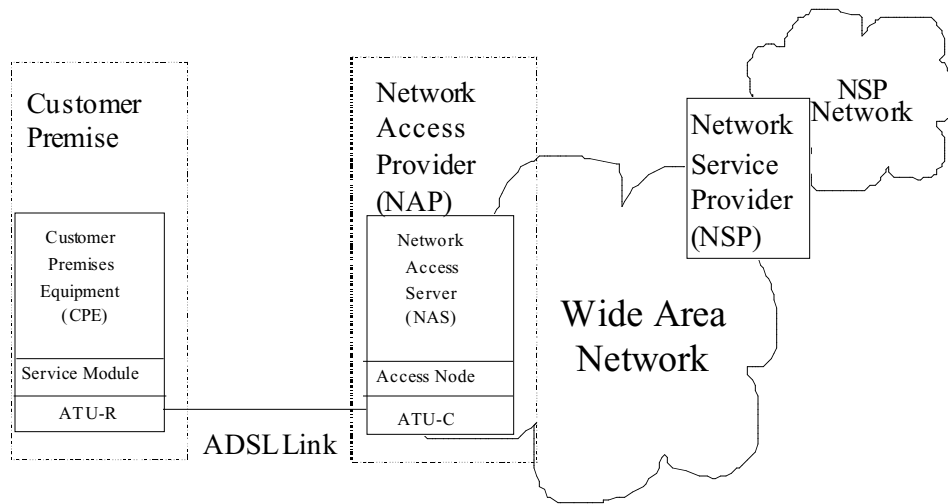 Customer
Premise
Customer
Premises
Equipment
(CPE)
Service Module
ATU-R
ADSL Link
Network
Access
Provider
(NAP)
Network
Access
Server
(NAS)
Access Node
ATU-C
Wide Area
Network
Network
Service
Provider
(NSP)
NSP
Network